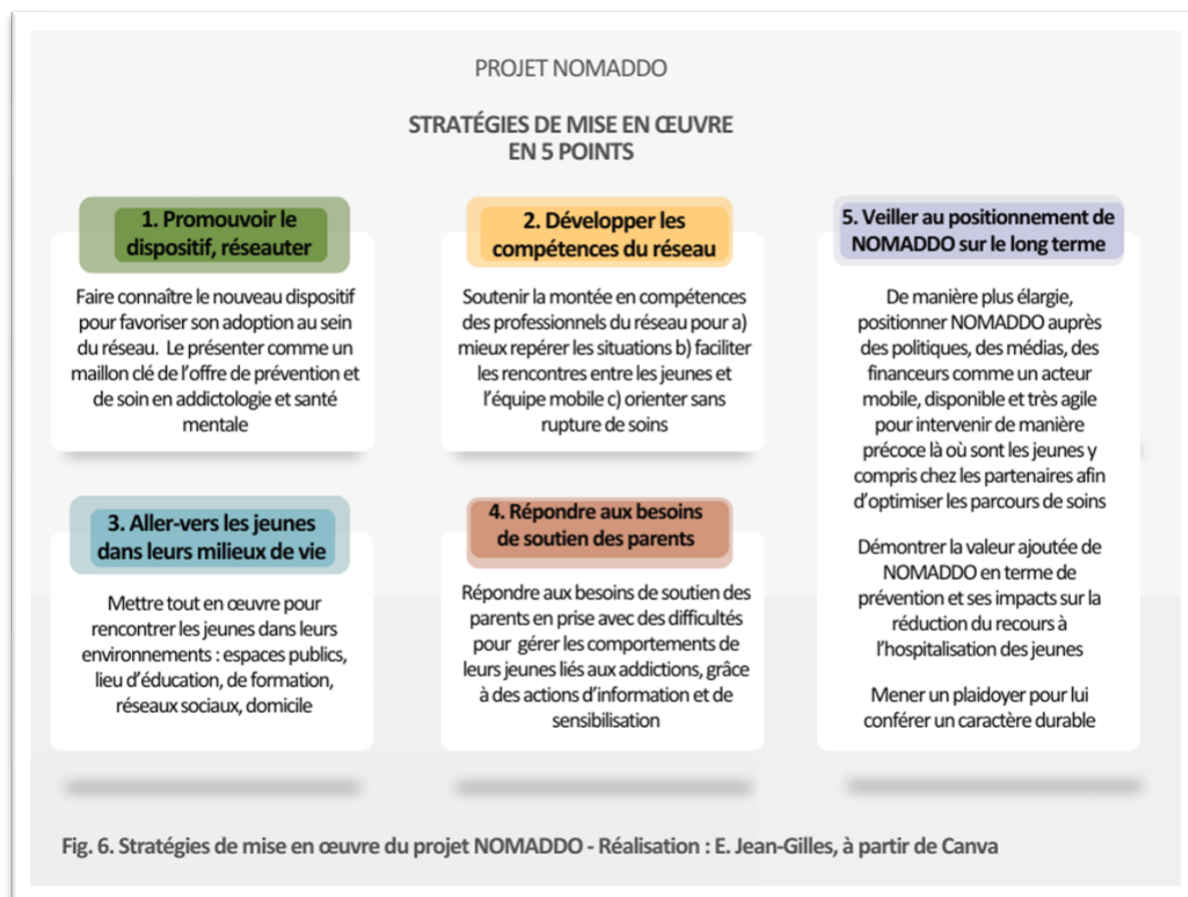 PROJET NOMADDO
STRATÉGIES DE MISE EN ŒUVRE
EN 5 POINTS
1. Promouvoir le
dispositif, réseauter
Faire connaître le nouveau dispositif
pour favoriser son adoption au sein
du réseau. Le présenter comme un
maillon clé de l'offre de prévention et
de soin en addictologie et santé
mentale
2. Développer les
compétences du réseau
Soutenir la montée en compétences
des professionnels du réseau pour a)
mieux repérer les situations b) faciliter
les rencontres entre les jeunes et
l'équipe mobile c) orienter sans
rupture de soins
3. Aller-vers les jeunes
dans leurs milieux de vie
Mettre tout en œuvre pour
rencontrer les jeunes dans leurs
environnements : espaces publics,
lieu d'éducation, de formation,
réseaux sociaux, domicile
4. Répondre aux besoins
de soutien des parents
Répondre aux besoins de soutien des
parents en prise avec des difficultés
pour gérer les comportements de
leurs jeunes liés aux addictions, grâce
à des actions d'information et de
sensibilisation
5. Veiller au positionnement de
NOMADDO sur le long terme
De manière plus élargie,
positionner NOMADDO auprès
des politiques, des médias, des
financeurs comme un acteur
mobile, disponible et très agile
pour intervenir de manière
précoce là où sont les jeunes y
compris chez les partenaires afin
d'optimiser les parcours de soins
Démontrer la valeur ajoutée de
NOMADDO en terme de
prévention et ses impacts sur la
réduction du recours à
l'hospitalisation des jeunes
Mener un plaidoyer pour lui
conférer un caractère durable
Fig. 6. Stratégies de mise en œuvre du projet NOMADDO - Réalisation : E. Jean-Gilles, à partir de Canva